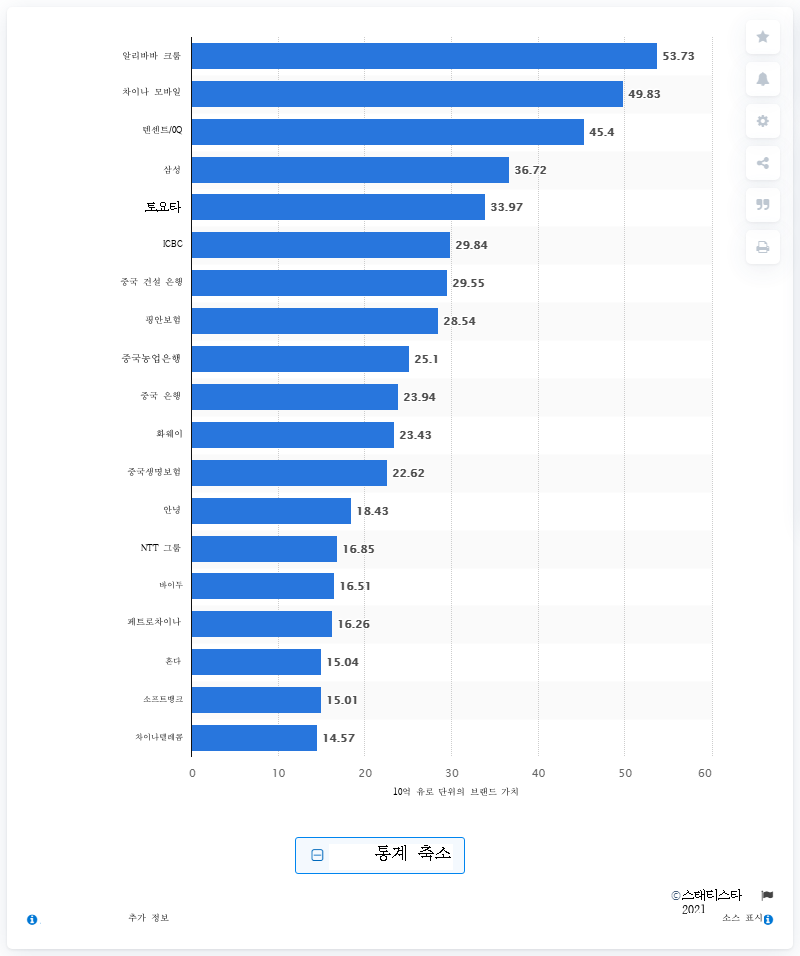 알리바바 크룹 53.73
차이나 모바일 49.83
텐센트/0Q 45.4
삼성 36.72
토요타 33.97
ICBC 29.84
중국 건설 은행 29.55
평안보험 28.54
중국농업은행 25.1
중국 은행 23.94
화웨이 23.43
중국생명보험 22.62
안녕 18.43
NTT 그룹 16.85
바이두 16.51
페트로차이나 16.26
혼다 15.04
소프트뱅크 15.01
차이나텔레콤 14.57
0 10 20 30 40 50 60
10억 유로 단위의 브랜드 가치
통계 축소
©스태티스타
2021
추가 정보 소스 표시